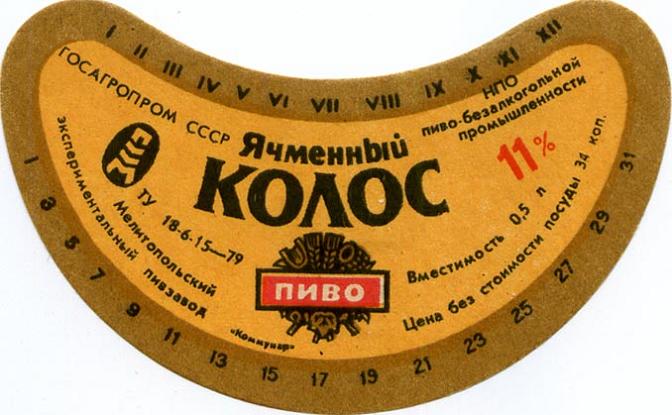 I II III IV V VI VII VIII IX X XI XII
ГОСАГРОПРОМ СССР
НПО
пиво-безалкогольной
промышленности
Ячменный
КОЛОС
11%
ТУ 18-6-15—79
Мелитопольский
экспериментальный пивзавод
«Коммунар»
ПИВО
Вместимость 0,5 л
Цена без стоимости посуды 34 коп.
1 3 5 7 9 11 13 15 17 19 21 23 25 27 29 31